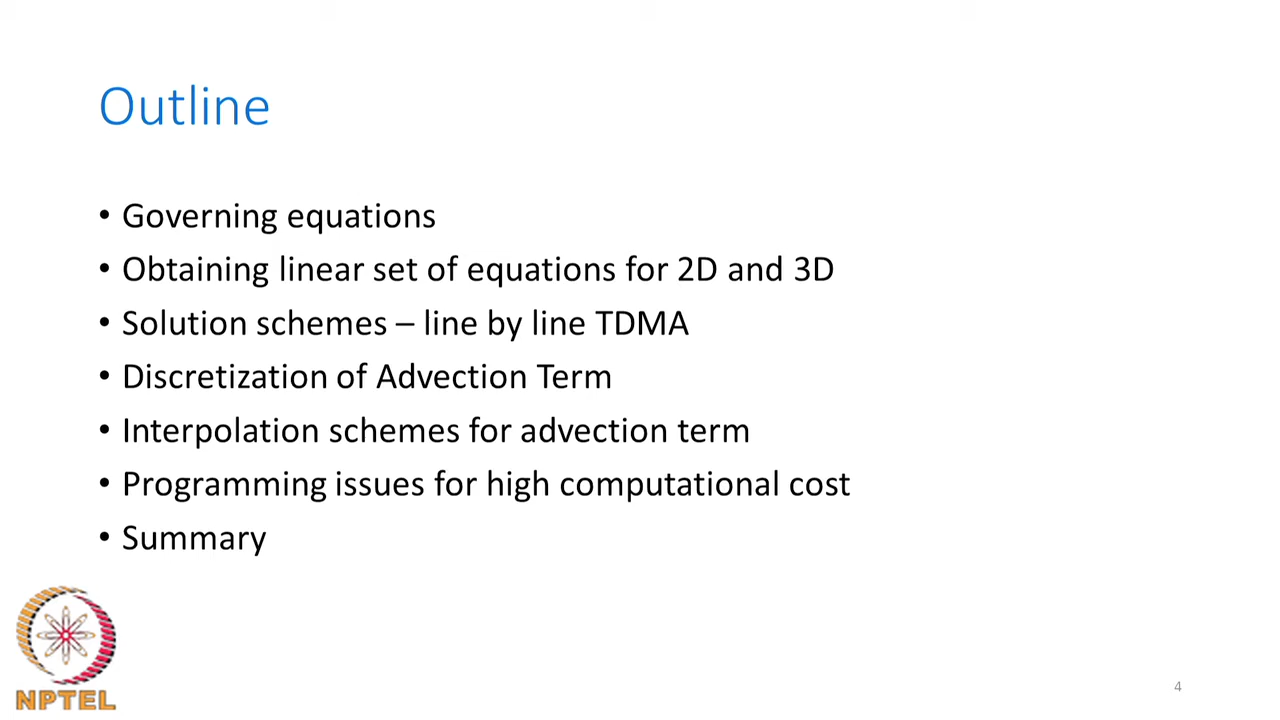 Outline
• Governing equations
• Obtaining linear set of equations for 2D and 3D
• Solution schemes – line by line TDMA
• Discretization of Advection Term
• Interpolation schemes for advection term
• Programming issues for high computational cost
• Summary
NPTEL
4